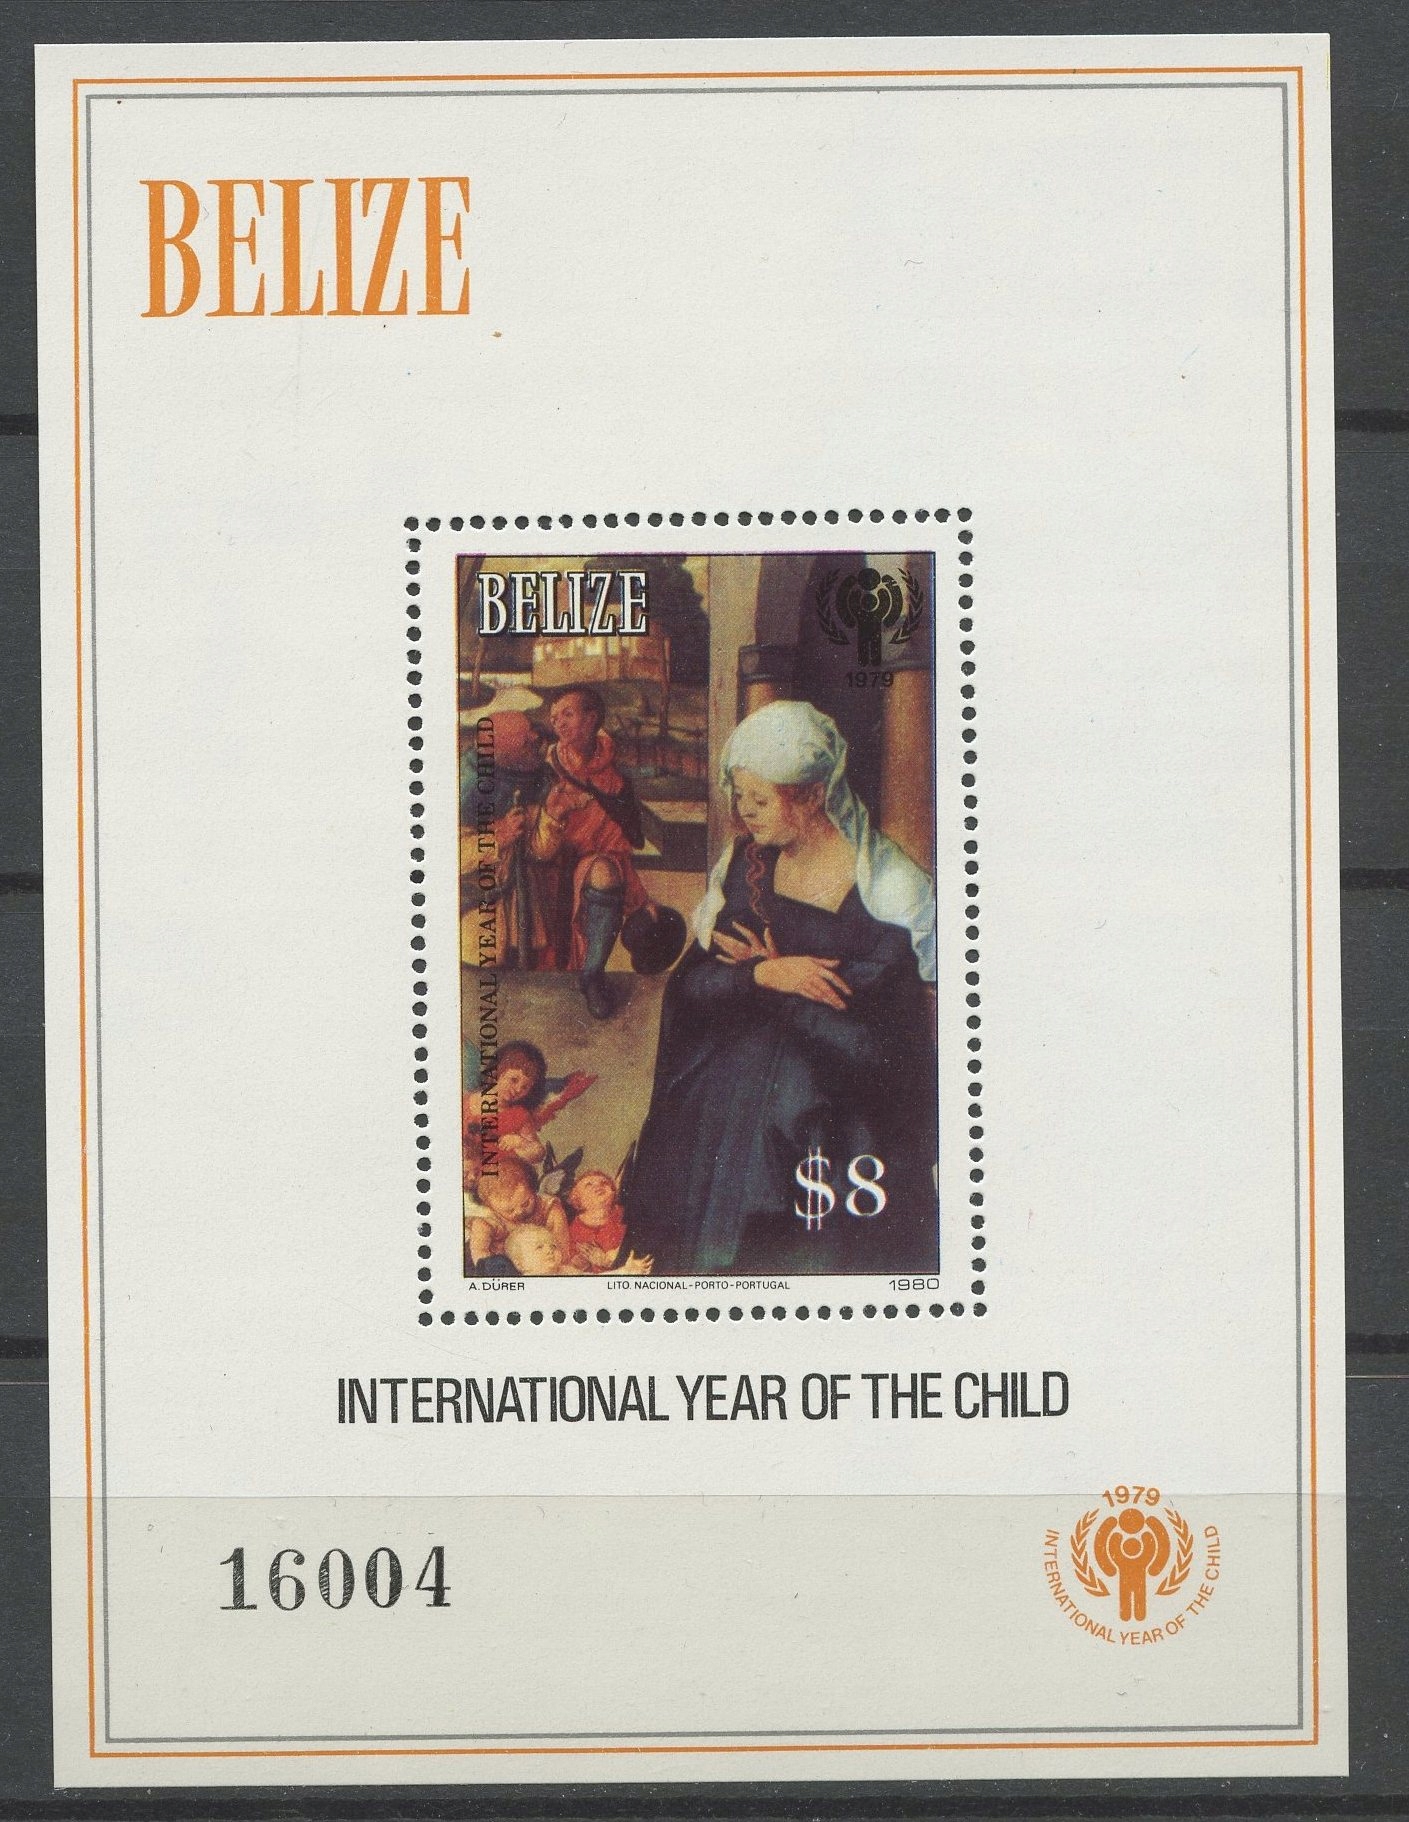 BELIZE
BELIZE
1979
INTERNATIONAL YEAR OF THE CHILD
$8
A. DÜRER LITO. NACIONAL-PORTO-PORTUGAL 1980
INTERNATIONAL YEAR OF THE CHILD
1979
INTERNATIONAL YEAR OF THE CHILD
16004